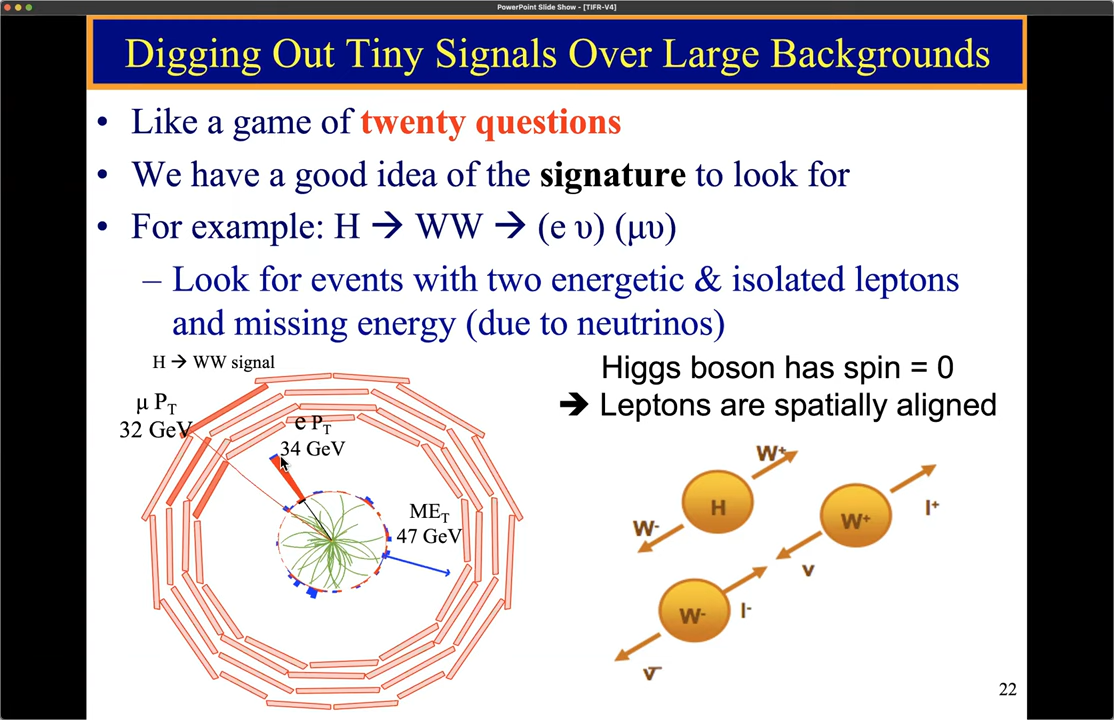 PowerPoint Slide Show - [TIFR-V4]
Digging Out Tiny Signals Over Large Backgrounds
• Like a game of twenty questions
• We have a good idea of the signature to look for
• For example: H → WW → (e υ) (μυ)
– Look for events with two energetic & isolated leptons
and missing energy (due to neutrinos)
H → WW signal
μ PT
32 GeV
e PT
34 GeV
MET
47 GeV
Higgs boson has spin = 0
➔ Leptons are spatially aligned
W+
H
W-
W+
l+
ν
W-
l-
ν̅
22